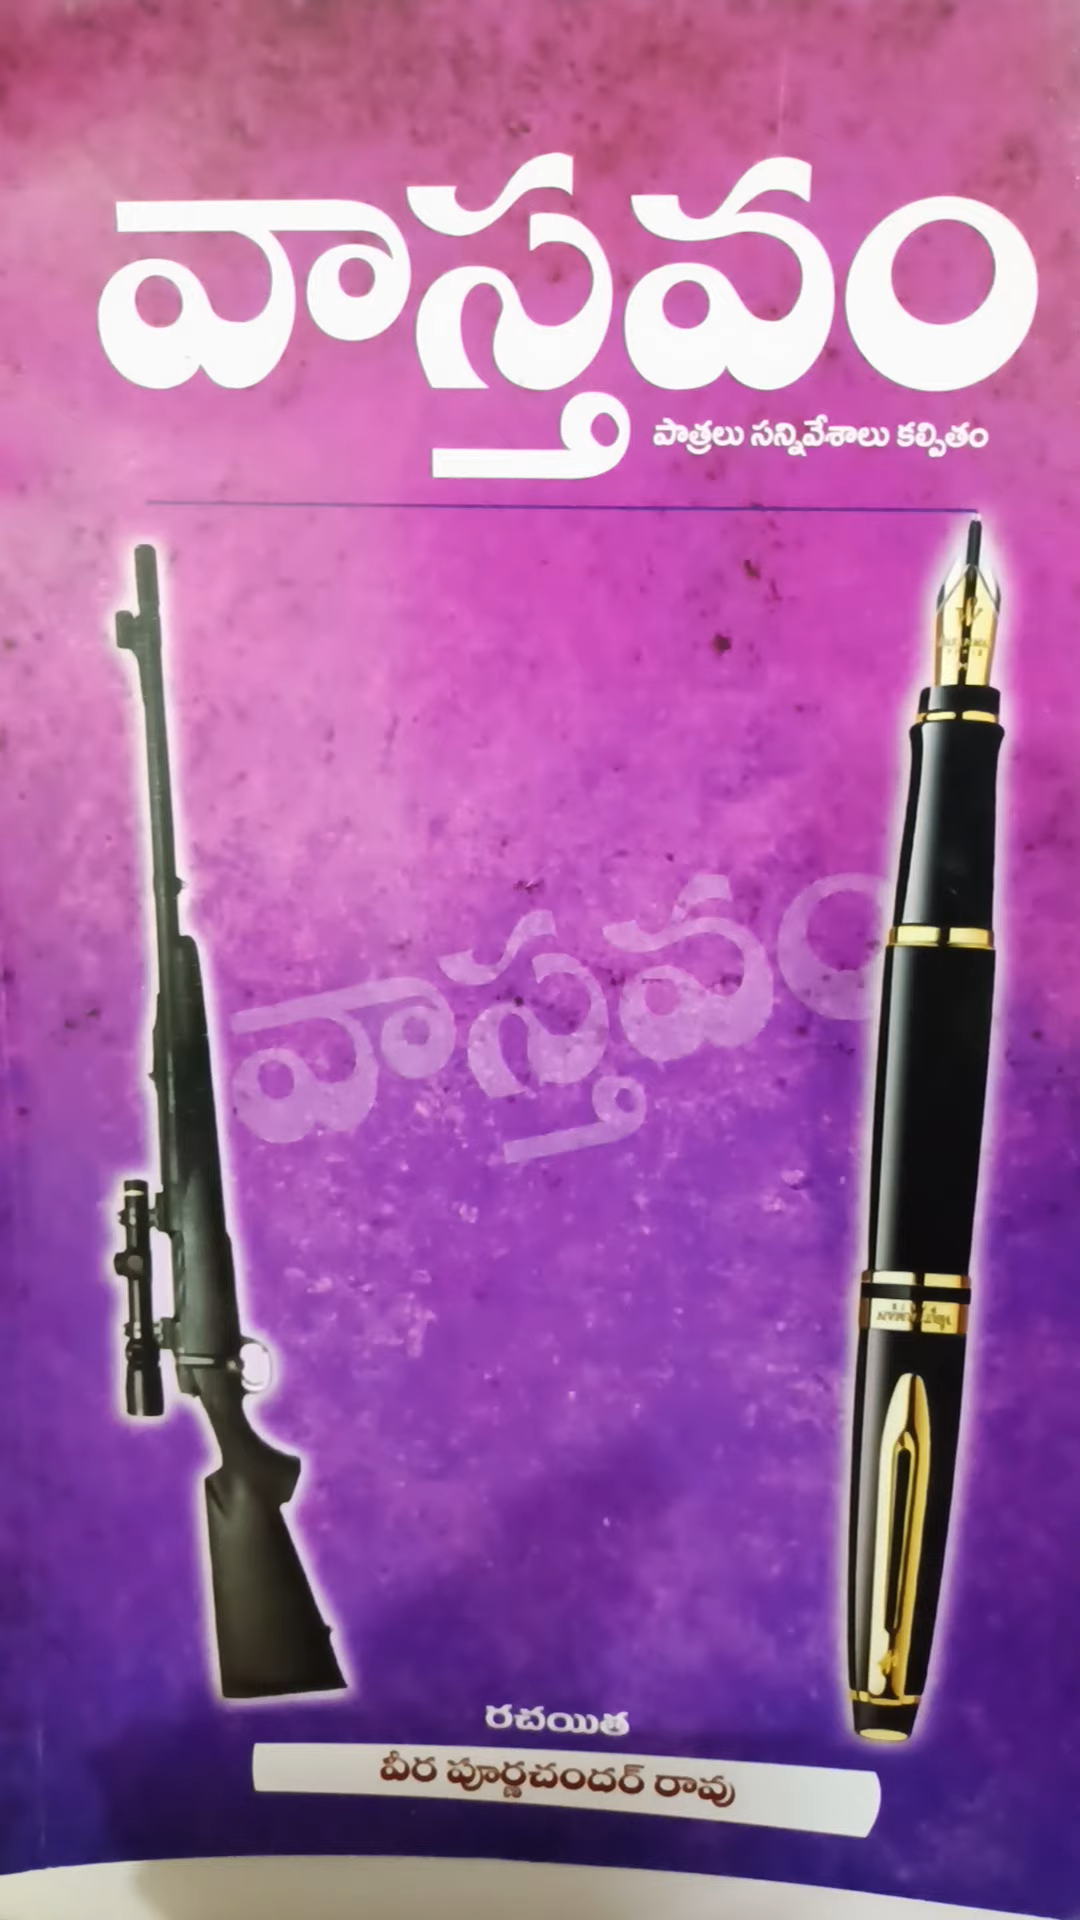 వాస్తవం
పాత్రలు సన్నివేశాలు కల్పితం
వాస్తవం
రచయిత
వీర పూర్ణచందర్ రావు